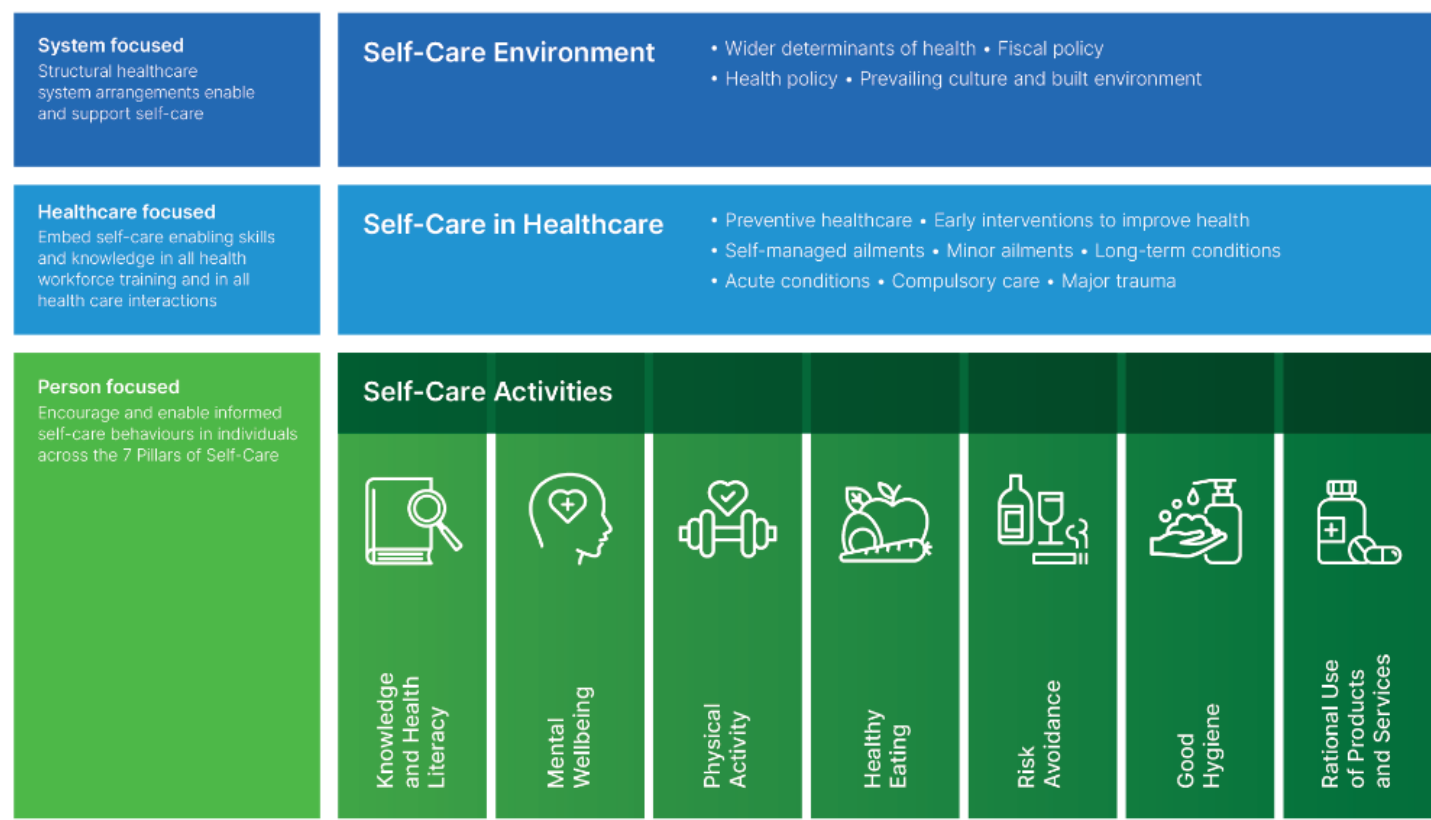 System focused
Structural healthcare
system arrangements enable
and support self-care
Self-Care Environment
• Wider determinants of health • Fiscal policy
• Health policy • Prevailing culture and built environment
Healthcare focused
Embed self-care enabling skills
and knowledge in all health
workforce training and in all
health care interactions
Self-Care in Healthcare
• Preventive healthcare • Early interventions to improve health
• Self-managed ailments • Minor ailments • Long-term conditions
• Acute conditions • Compulsory care • Major trauma
Person focused
Encourage and enable informed
self-care behaviours in individuals
across the 7 Pillars of Self-Care
Self-Care Activities
Knowledge
and Health
Literacy
Mental
Wellbeing
Physical
Activity
Healthy
Eating
Risk
Avoidance
Good
Hygiene
Rational Use
of Products
and Services